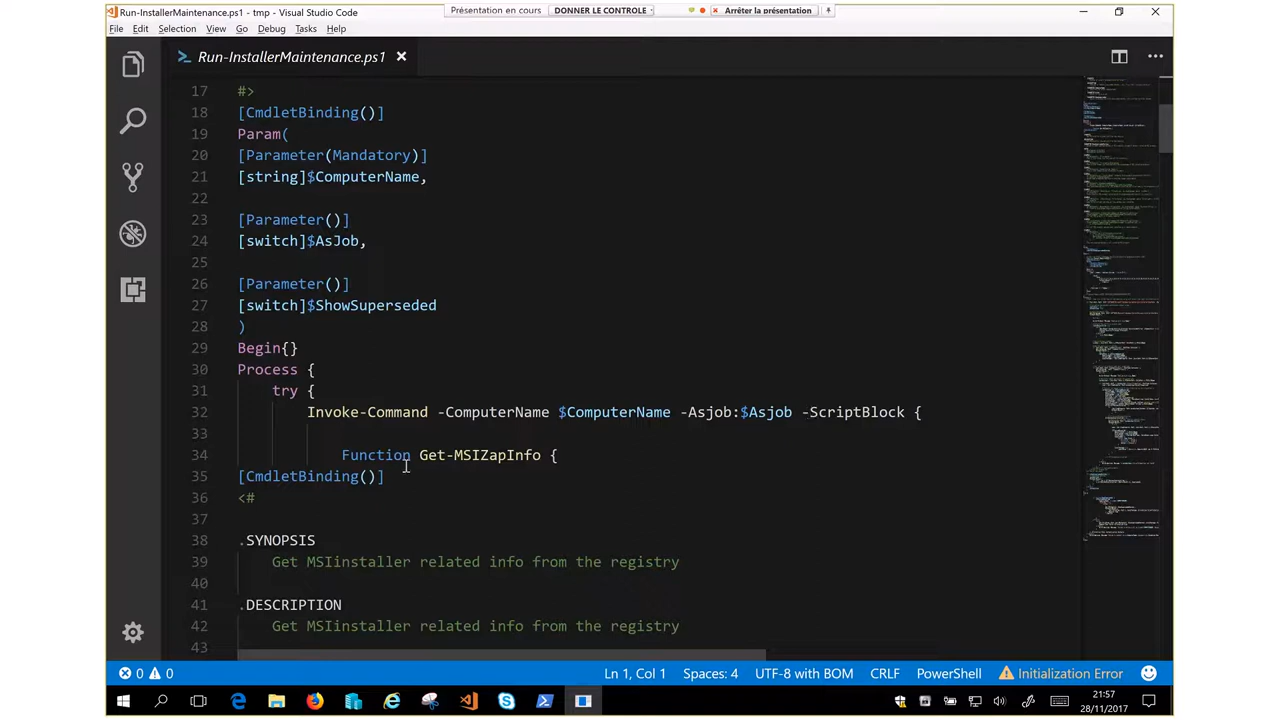 Run-InstallerMaintenance.ps1 - tmp - Visual Studio Code
Présentation en cours
DONNER LE CONTROLE
Arrêter la présentation
File Edit Selection View Go Debug Tasks Help
Run-InstallerMaintenance.ps1
17 #>
18 [CmdletBinding()]
19 Param(
20 [Parameter(Mandatory)]
21 [string]$ComputerName,
22
23 [Parameter()]
24 [switch]$AsJob,
25
26 [Parameter()]
27 [switch]$ShowSuperseded
28 )
29 Begin{}
30 Process {
31 try {
32 Invoke-Command -ComputerName $ComputerName -Asjob:$Asjob -ScriptBlock {
33
34 Function Get-MSIZapInfo {
35 [CmdletBinding()]
36 <#
37
38 .SYNOPSIS
39 Get MSIinstaller related info from the registry
40
41 .DESCRIPTION
42 Get MSIinstaller related info from the registry
43
0 0 Ln 1, Col 1 Spaces: 4 UTF-8 with BOM CRLF PowerShell Initialization Error
21:57
28/11/2017